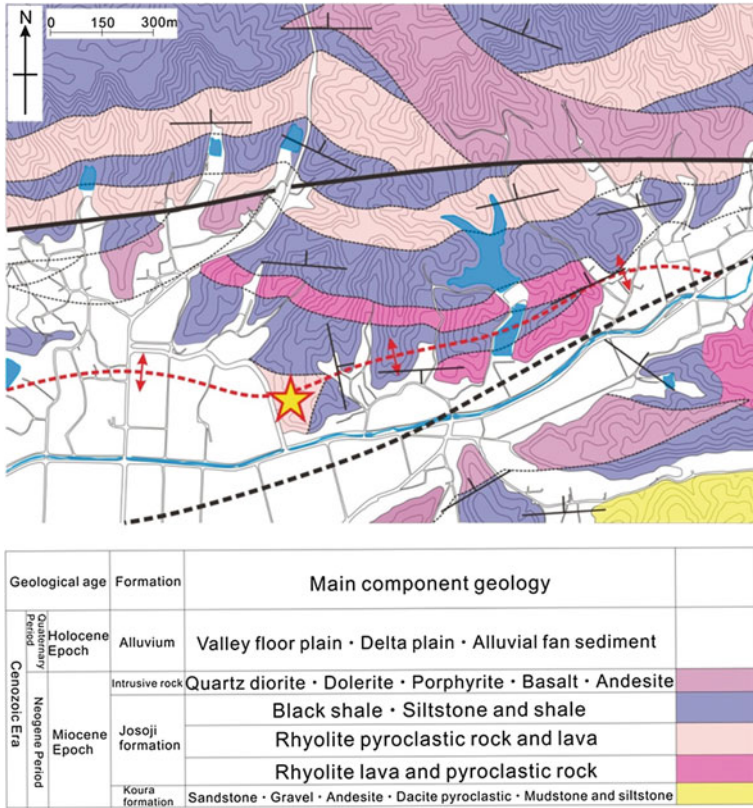 N
0 150 300m
Geological age Formation Main component geology
Cenozoic Era
Quaternary Period
Holocene Epoch
Alluvium
Valley floor plain・Delta plain・Alluvial fan sediment
Neogene Period
Miocene Epoch
Intrusive rock
Quartz diorite・Dolerite・Porphyrite・Basalt・Andesite
Josoji formation
Black shale・Siltstone and shale
Rhyolite pyroclastic rock and lava
Rhyolite lava and pyroclastic rock
Koura formation
Sandstone・Gravel・Andesite・Dacite pyroclastic・Mudstone and siltstone